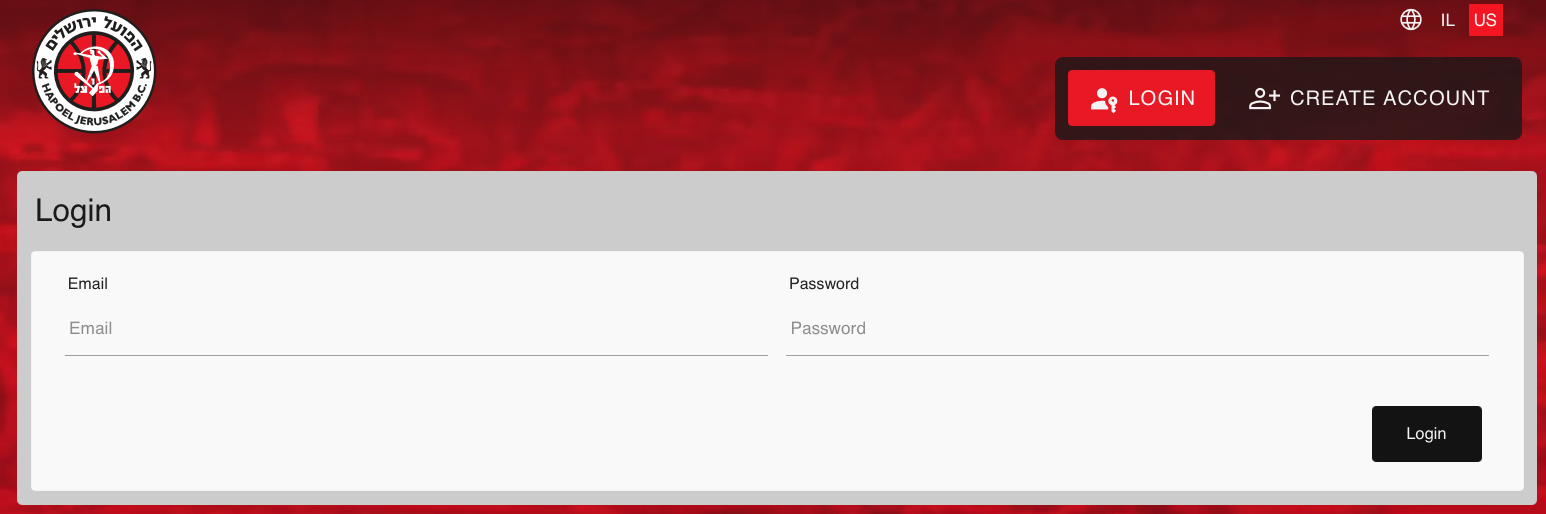 הפועל ירושלים
הפועל
HAPOEL JERUSALEM B.C.
IL
US
LOGIN
CREATE ACCOUNT
Login
Email
Password
Email
Password
Login